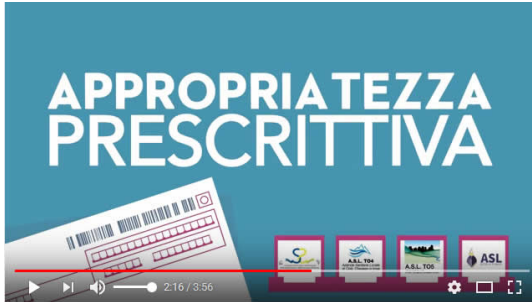 APPROPRIATEZZA
PRESCRITTIVA
A.S.L. TO4
A.S.L. TO5
ASL
2:16 / 3:56